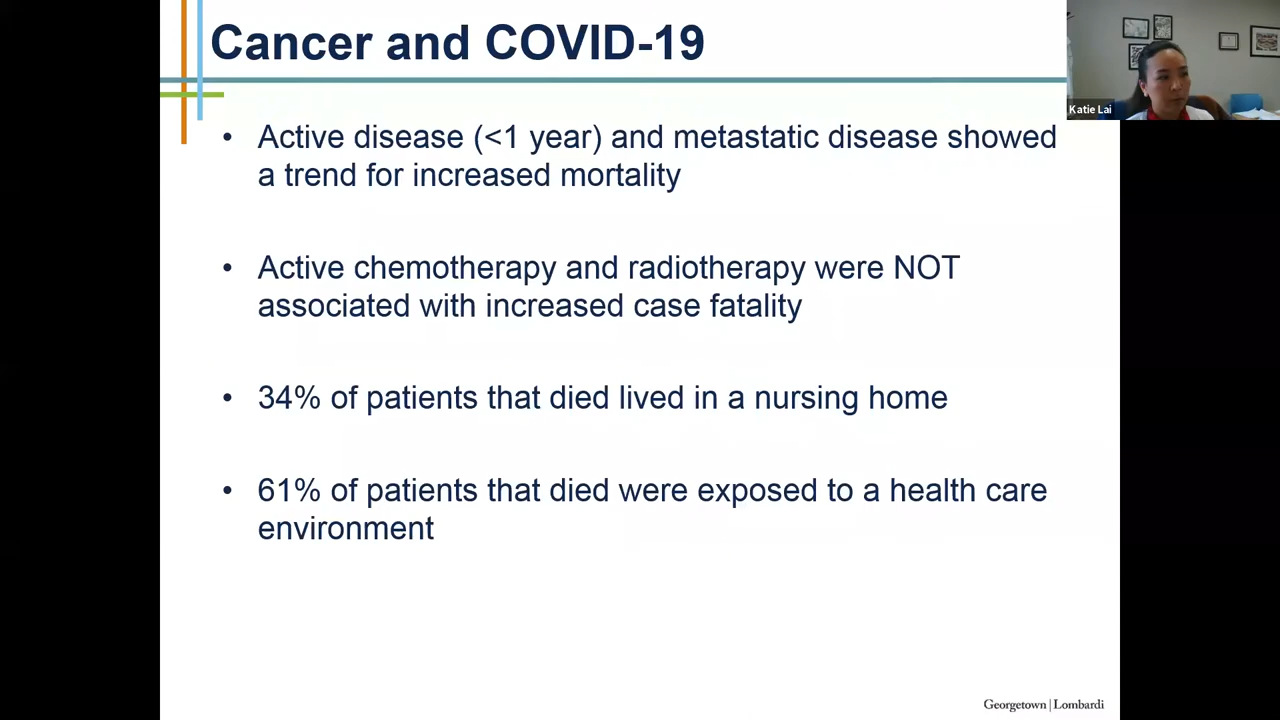 Cancer and COVID-19
Katie Lai
• Active disease (<1 year) and metastatic disease showed
a trend for increased mortality
• Active chemotherapy and radiotherapy were NOT
associated with increased case fatality
• 34% of patients that died lived in a nursing home
• 61% of patients that died were exposed to a health care
environment
Georgetown | Lombardi